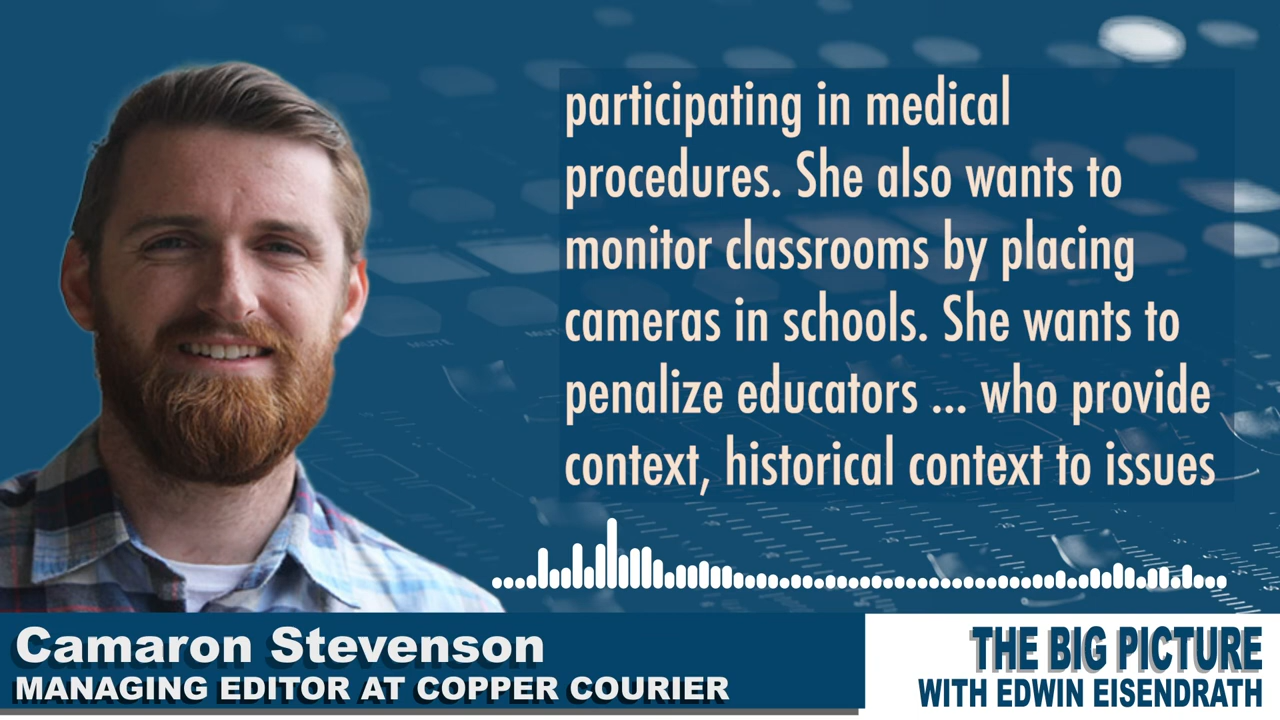 participating in medical
procedures. She also wants to
monitor classrooms by placing
cameras in schools. She wants to
penalize educators ... who provide
context, historical context to issues
Camaron Stevenson
MANAGING EDITOR AT COPPER COURIER
THE BIG PICTURE
WITH EDWIN EISENDRATH
MUTE